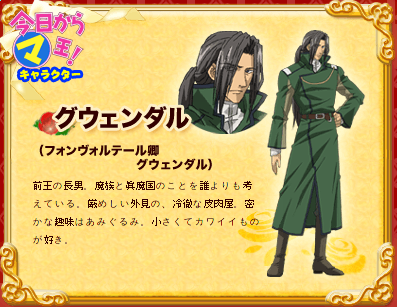 今日から
マ王!
キャラクター
グウェンダル
(フォンヴォルテール卿
グウェンダル)
前王の長男。魔族と眞魔国のことを誰よりも考
えている。厳めしい外見の、冷徹な皮肉屋。密
かな趣味はあみぐるみ。小さくてカワイイもの
が好き。